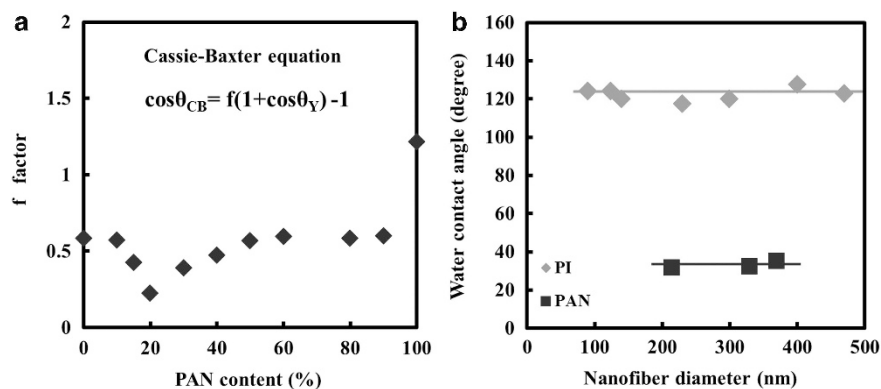 a
Cassie-Baxter equation
cosθCB= f(1+cosθY) -1
f factor
2
1.5
1
0.5
0
0 20 40 60 80 100
PAN content (%)
b
Water contact angle (degree)
160
140
120
100
80
60
40
20
0
PI
PAN
0 100 200 300 400 500
Nanofiber diameter (nm)